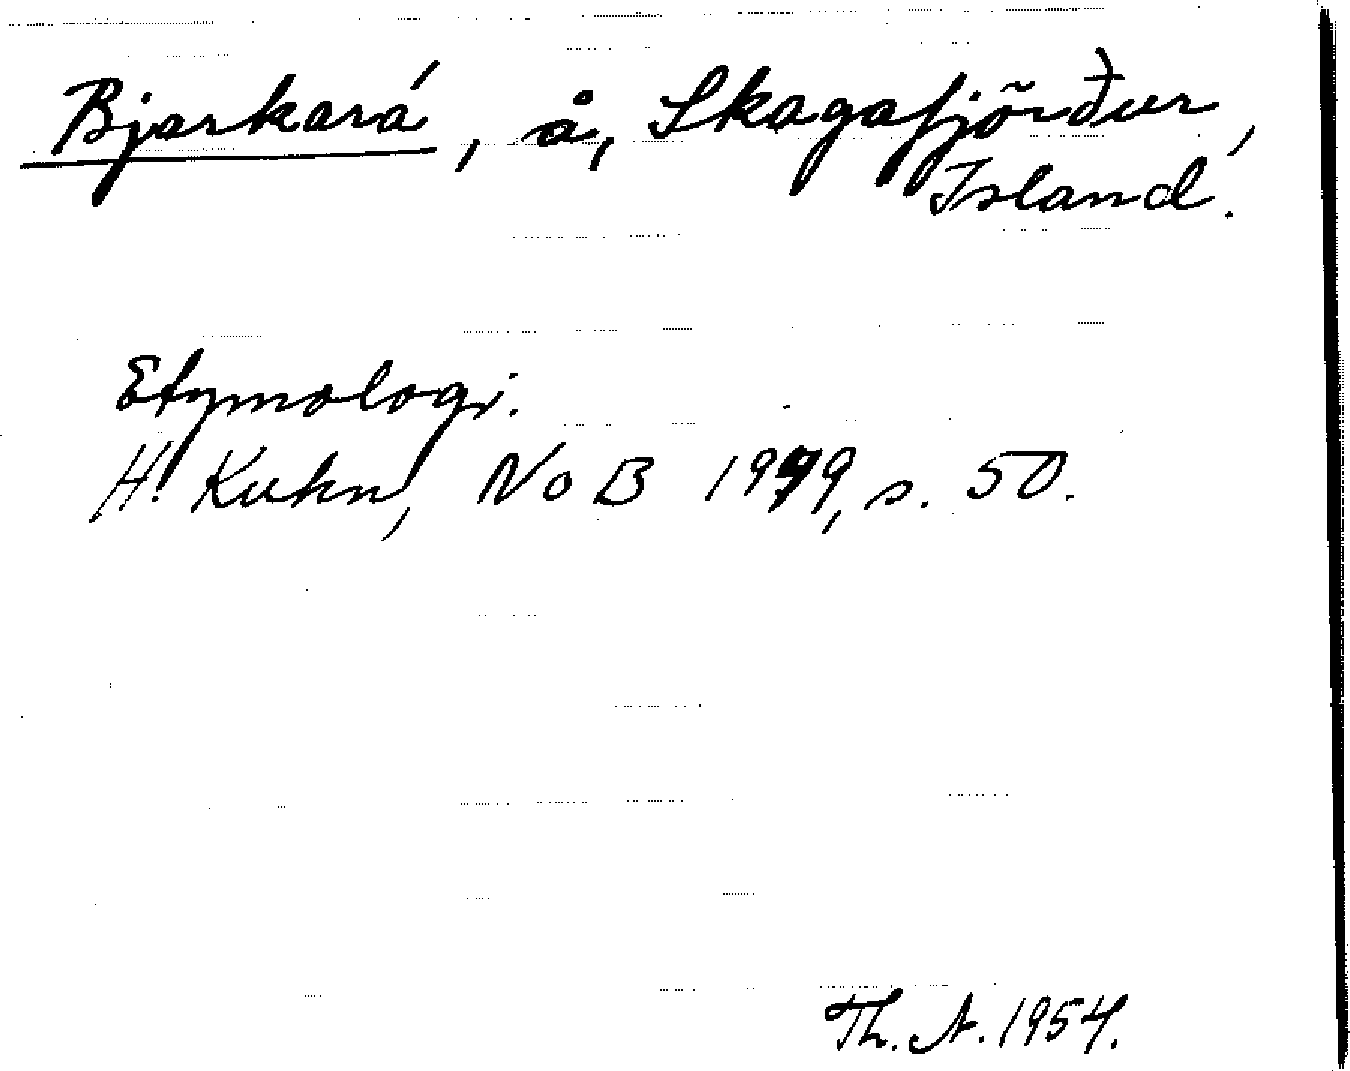 Bjarkará, å, Skagafjörður,
Island.
Etymologi.
H. Kuhn, NoB 1949, s. 50.
Th. A. 1954.